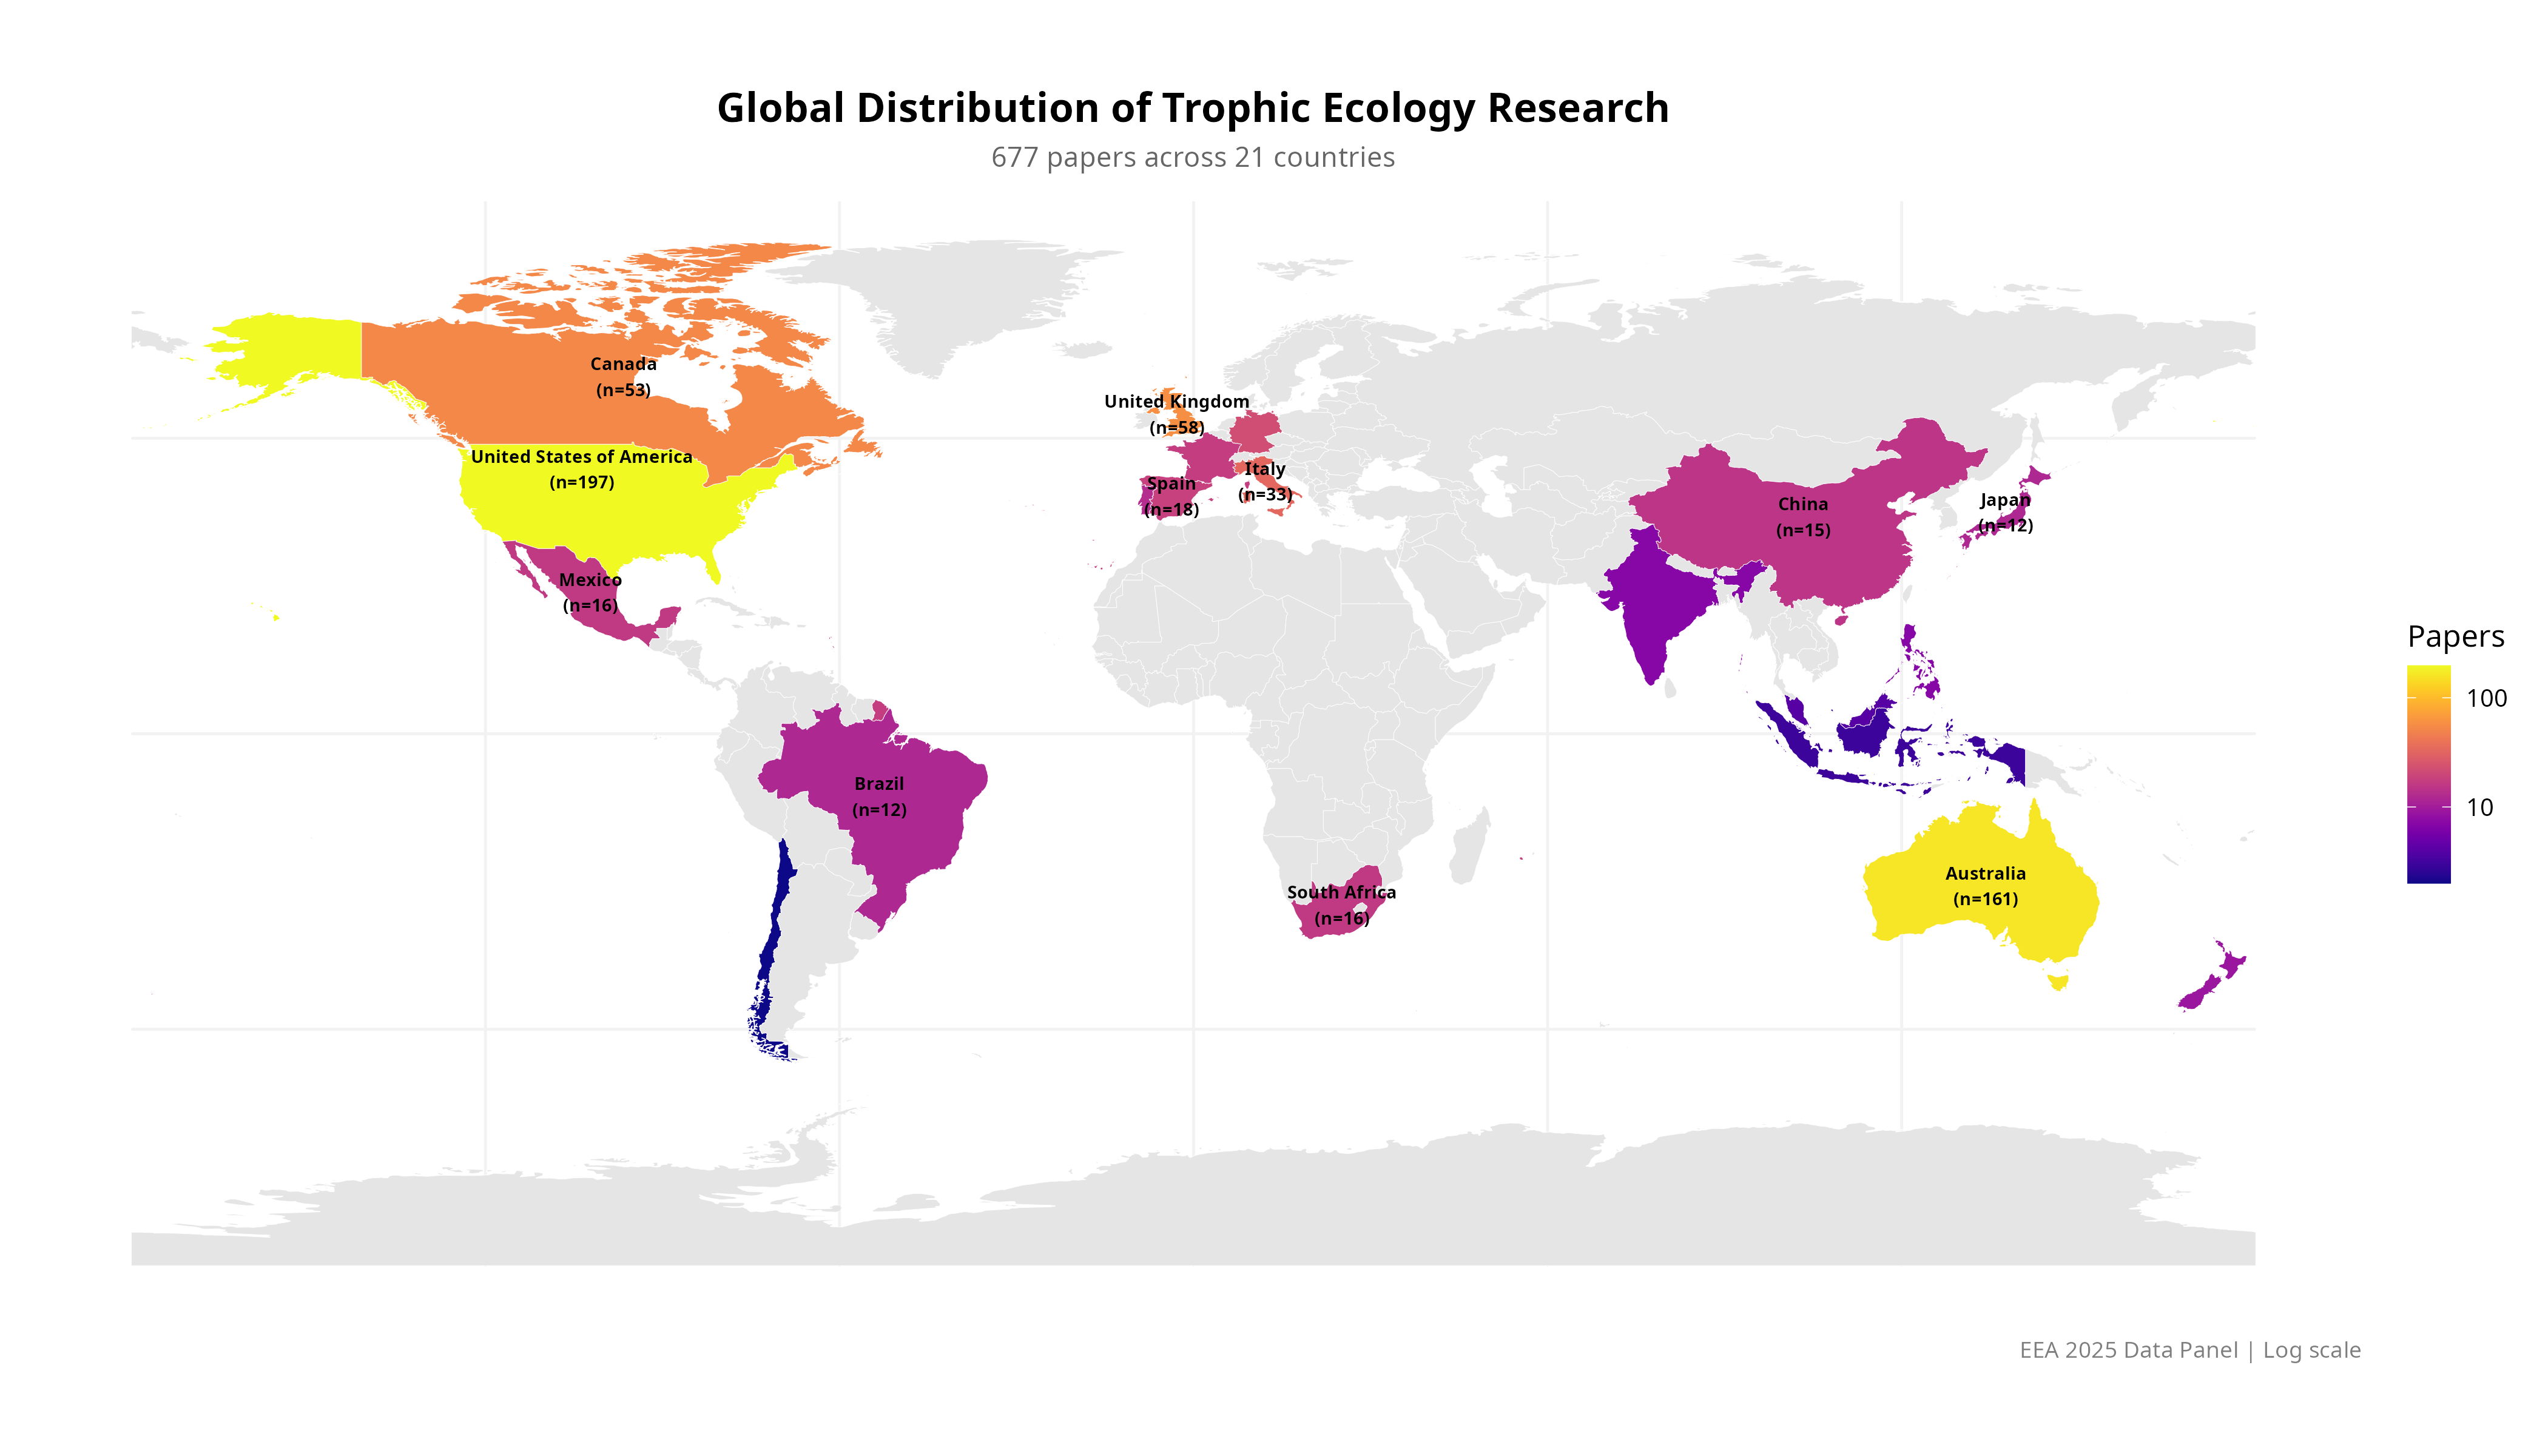 Global Distribution of Trophic Ecology Research
677 papers across 21 countries
Canada
(n=53)
United Kingdom
(n=58)
United States of America
(n=197)
Italy
(n=33)
Spain
(n=18)
China
(n=15)
Japan
(n=12)
Mexico
(n=16)
Papers
100
10
Brazil
(n=12)
Australia
(n=161)
South Africa
(n=16)
EEA 2025 Data Panel | Log scale